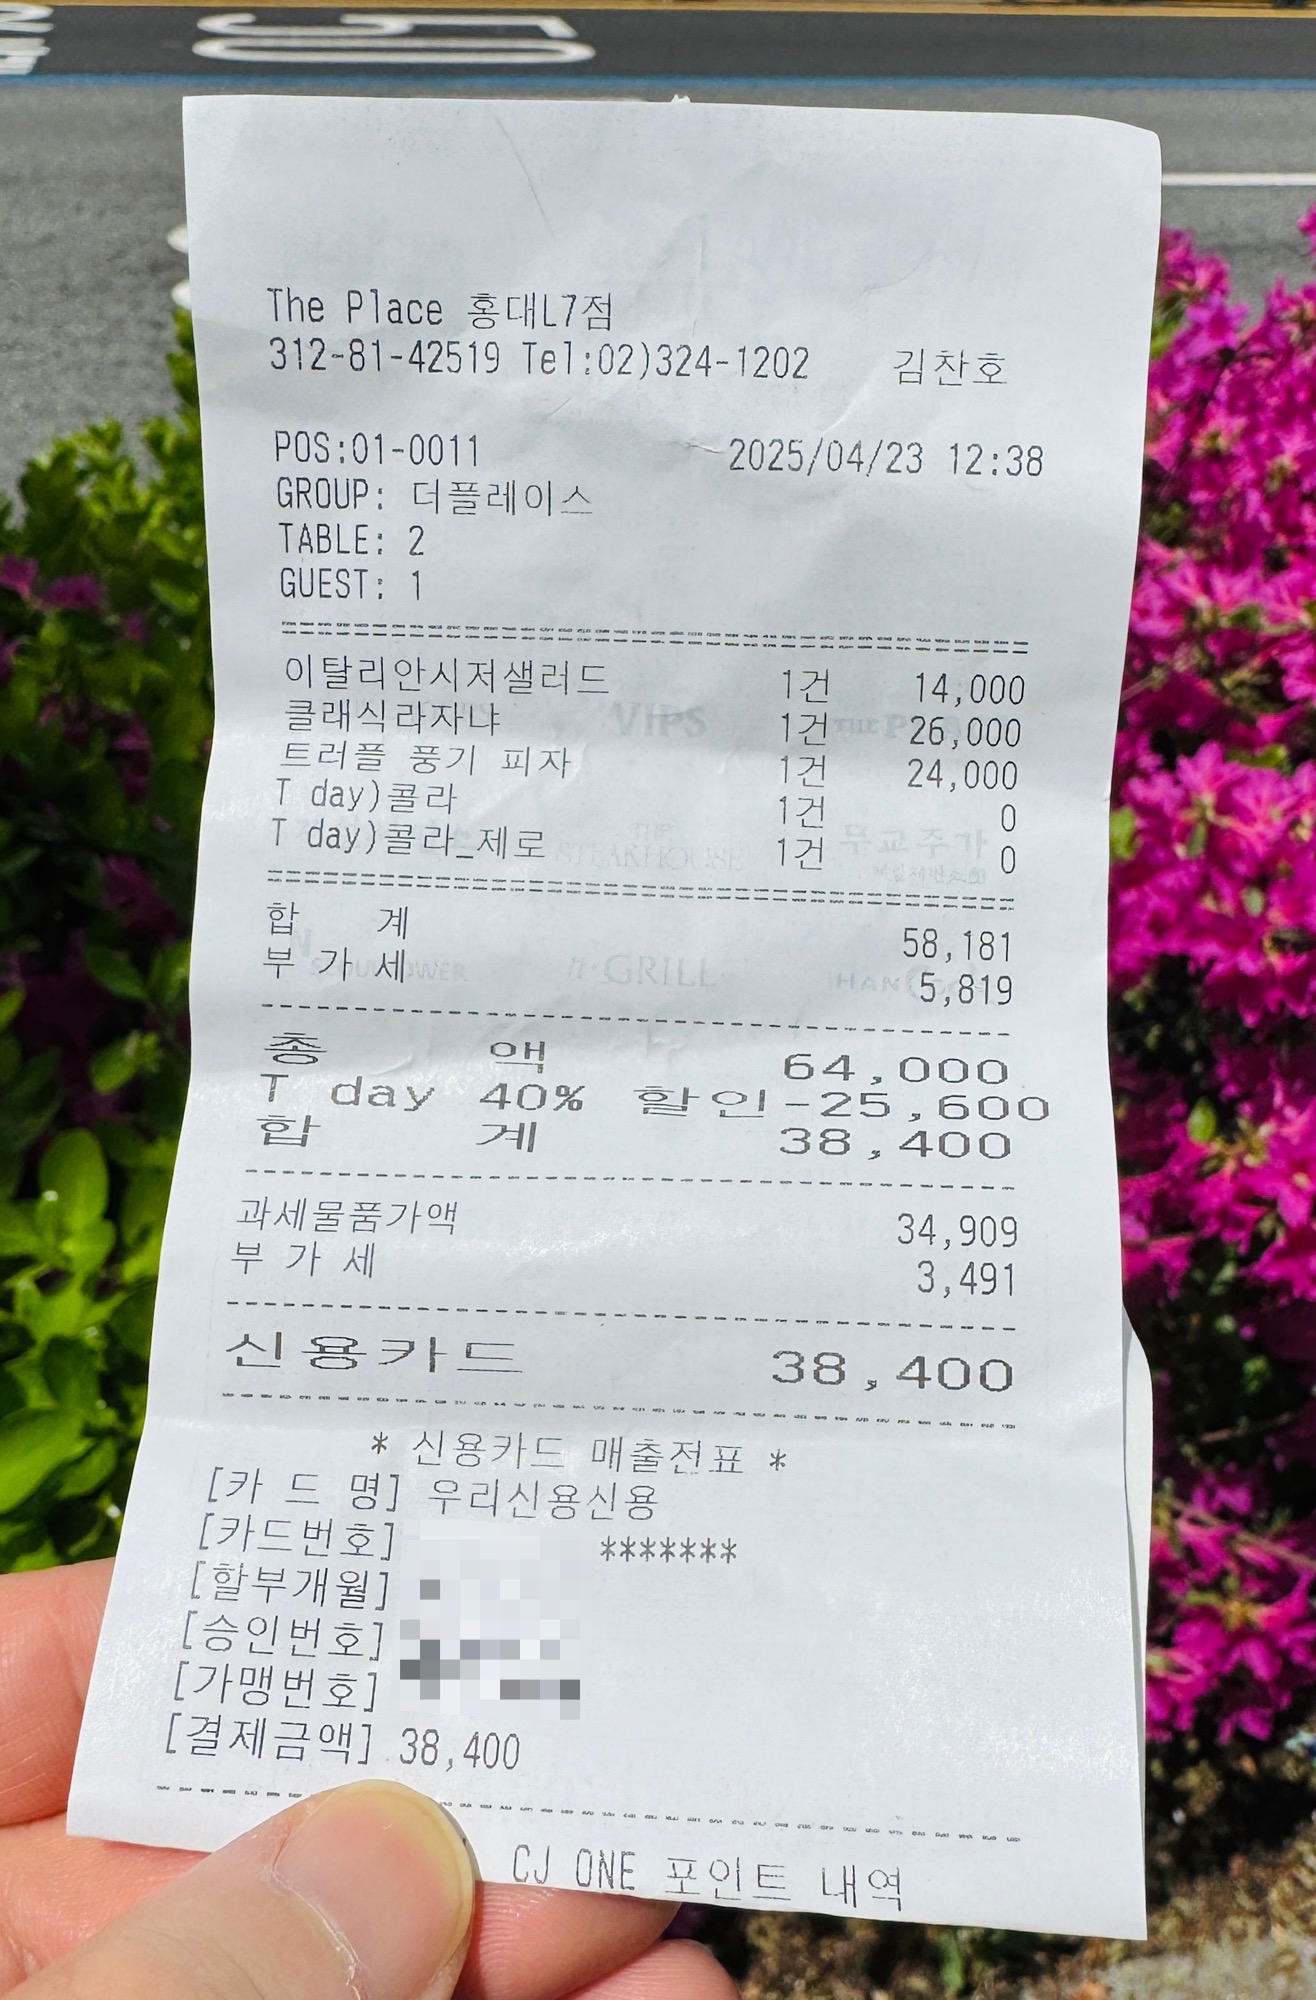 50
The Place 홍대L7점
312-81-42519 Tel:02)324-1202 김찬호
POS:01-0011 2025/04/23 12:38
GROUP: 더플레이스
TABLE: 2
GUEST: 1
이탈리안시저샐러드 1건 14,000
클래식라자냐 1건 26,000
트러플 풍기 피자 1건 24,000
T day)콜라 1건 0
T day)콜라_제로 1건 0
합 계 58,181
부 가 세 5,819
총 액 64,000
T day 40% 할인 -25,600
합 계 38,400
과세물품가액 34,909
부 가 세 3,491
신용카드 38,400
* 신용카드 매출전표 *
[카 드 명] 우리신용신용
[카드번호] *******
[할부개월]
[승인번호]
[가맹번호]
[결제금액] 38,400
CJ ONE 포인트 내역
VIPS
STEAKHOUSE
무교주가
GRILL